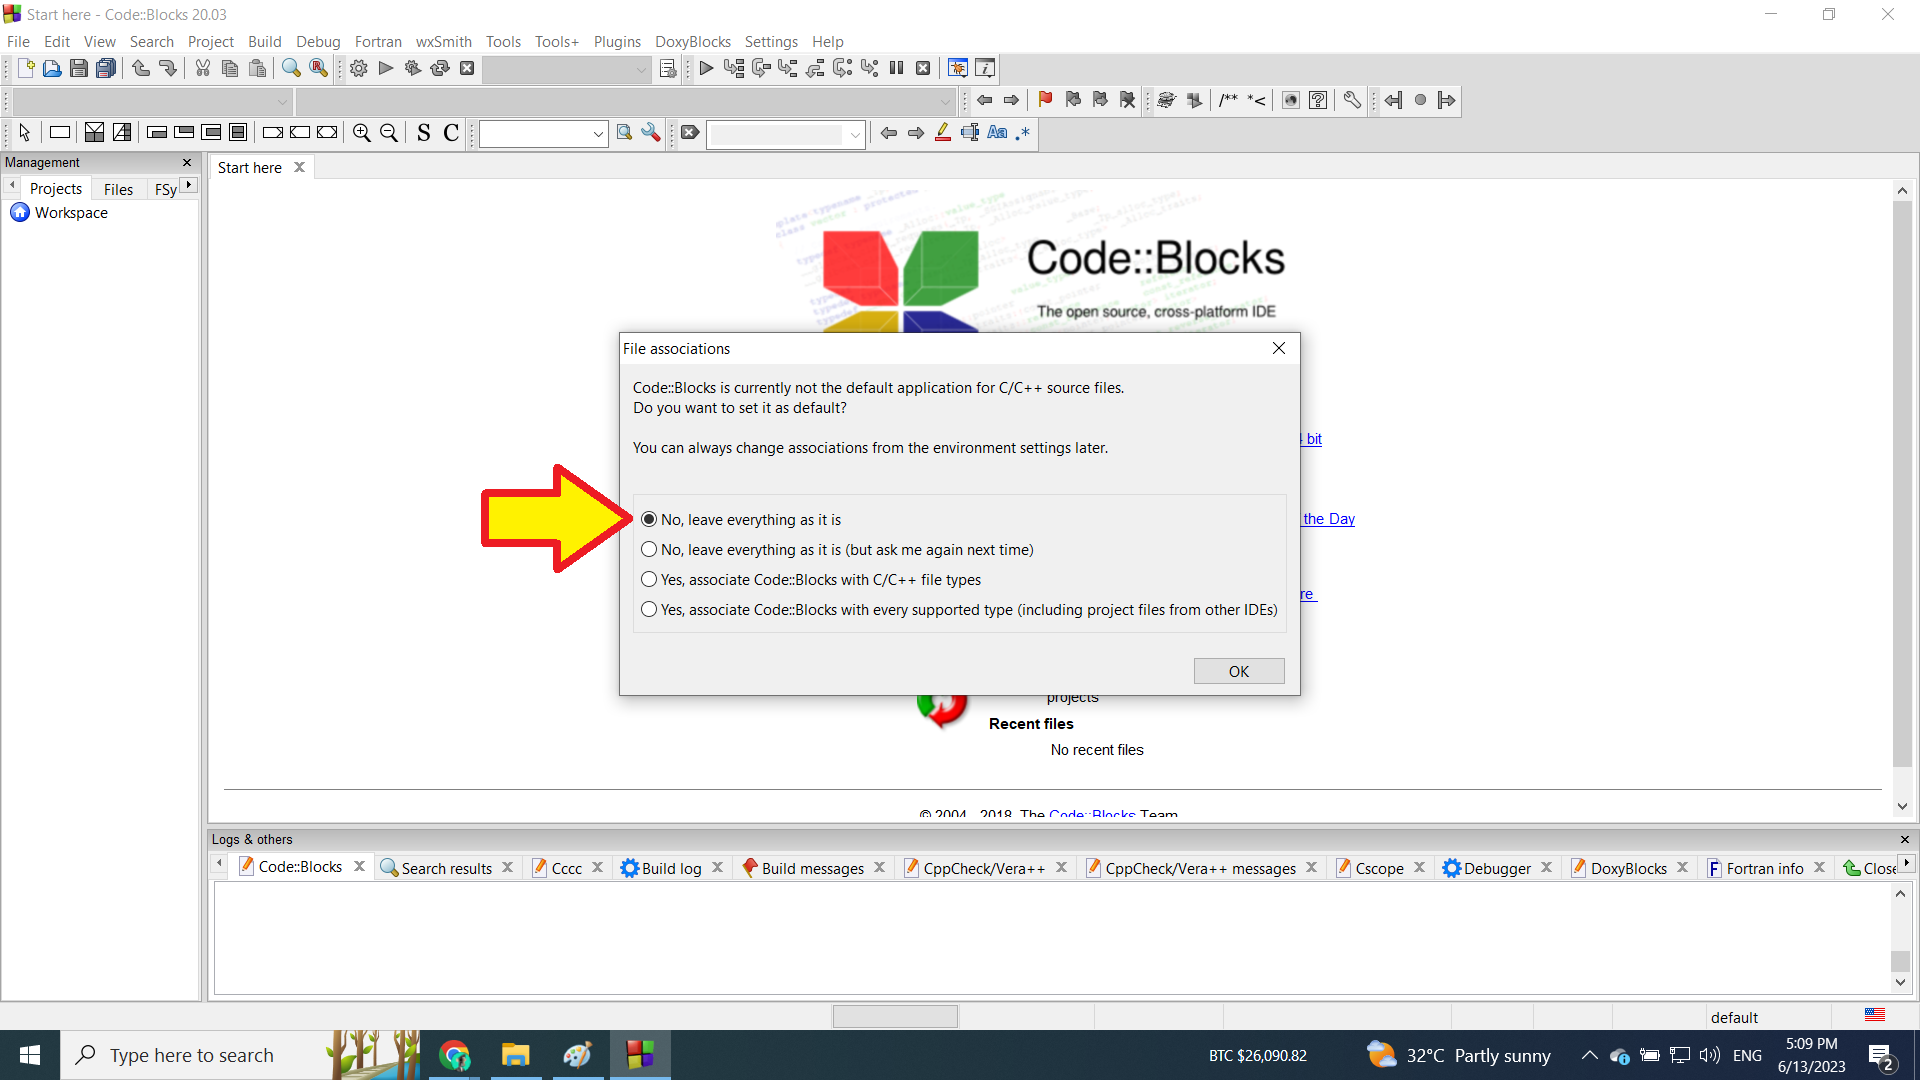 Start here - Code::Blocks 20.03
File Edit View Search Project Build Debug Fortran wxSmith Tools Tools+ Plugins DoxyBlocks Settings Help
/** *<
S C
Aa .*
Management
Start here
Projects Files FSy
Workspace
Code::Blocks
The open source, cross-platform IDE
File associations
Code::Blocks is currently not the default application for C/C++ source files.
Do you want to set it as default?
You can always change associations from the environment settings later.
bit
No, leave everything as it is
the Day
No, leave everything as it is (but ask me again next time)
Yes, associate Code::Blocks with C/C++ file types
re
Yes, associate Code::Blocks with every supported type (including project files from other IDEs)
OK
projects
Recent files
No recent files
© 2004 - 2018, The Code::Blocks Team.
Logs & others
Code::Blocks Search results Cccc Build log Build messages CppCheck/Vera++ CppCheck/Vera++ messages Cscope Debugger DoxyBlocks Fortran info Close
default
Type here to search
BTC $26,090.82
32°C Partly sunny
ENG
5:09 PM
6/13/2023
2